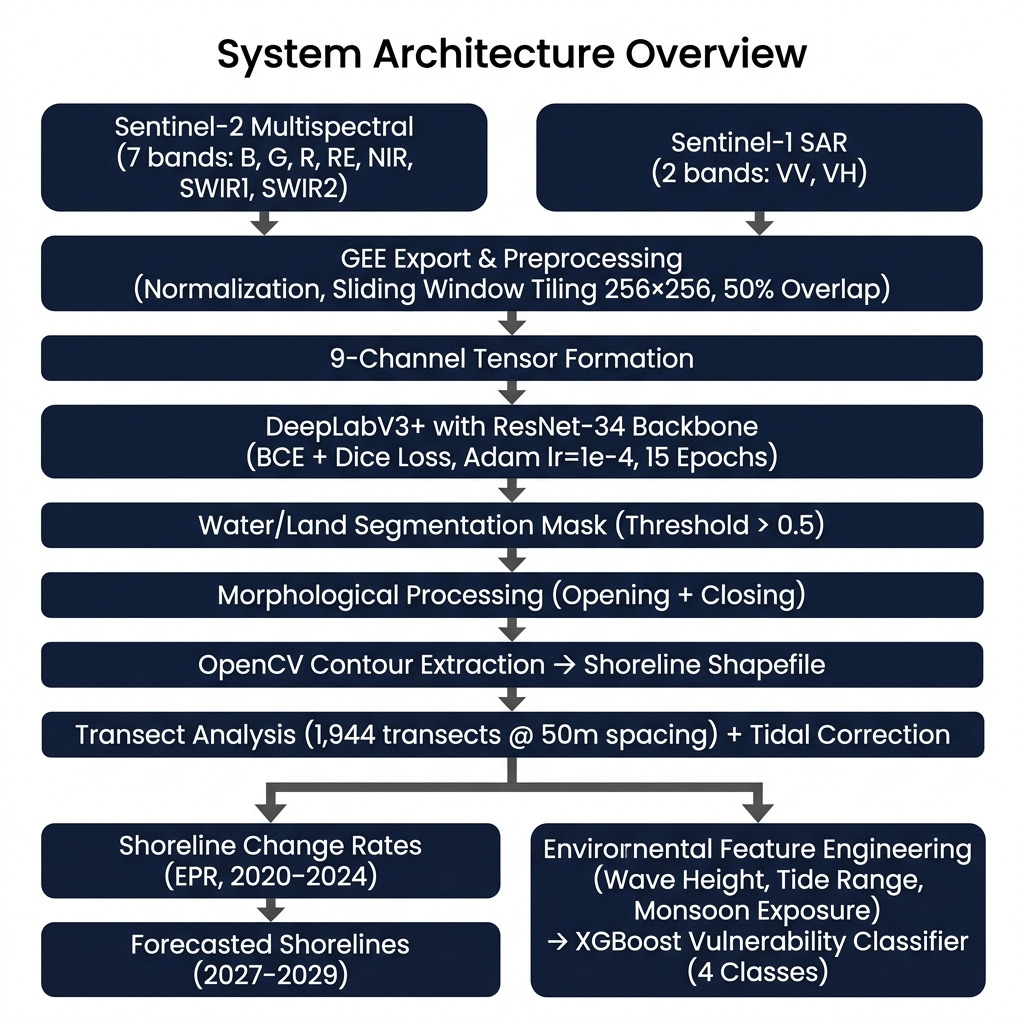 System Architecture Overview
Sentinel-2 Multispectral
(7 bands: B, G, R, RE, NIR,
SWIR1, SWIR2)
Sentinel-1 SAR
(2 bands: VV, VH)
GEE Export & Preprocessing
(Normalization, Sliding Window Tiling 256×256, 50% Overlap)
9-Channel Tensor Formation
DeepLabV3+ with ResNet-34 Backbone
(BCE + Dice Loss, Adam lr=1e-4, 15 Epochs)
Water/Land Segmentation Mask (Threshold > 0.5)
Morphological Processing (Opening + Closing)
OpenCV Contour Extraction → Shoreline Shapefile
Transect Analysis (1,944 transects @ 50m spacing) + Tidal Correction
Shoreline Change Rates
(EPR, 2020-2024)
Forecasted Shorelines
(2027-2029)
Environmental Feature Engineering
(Wave Height, Tide Range,
Monsoon Exposure)
→ XGBoost Vulnerability Classifier
(4 Classes)